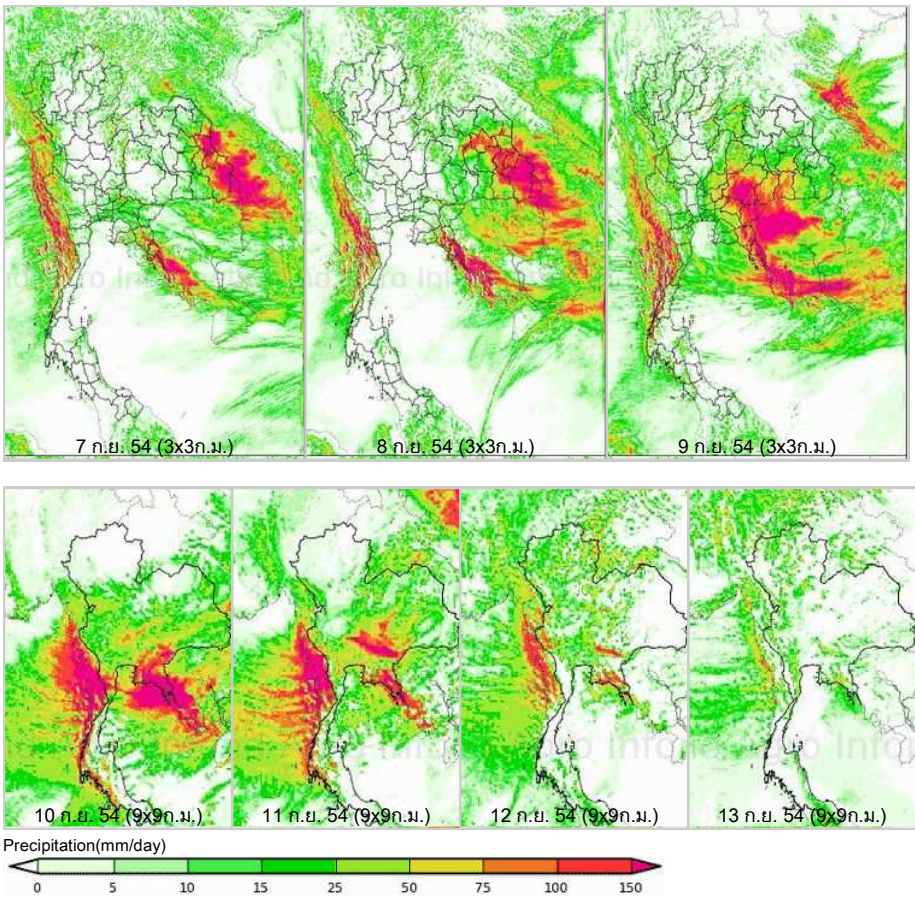 7 ก.ย. 54 (3x3ก.ม.)
8 ก.ย. 54 (3x3ก.ม.)
9 ก.ย. 54 (3x3ก.ม.)
10 ก.ย. 54 (9x9ก.ม.)
11 ก.ย. 54 (9x9ก.ม.)
12 ก.ย. 54 (9x9ก.ม.)
13 ก.ย. 54 (9x9ก.ม.)
Precipitation(mm/day)
0 5 10 15 25 50 75 100 150